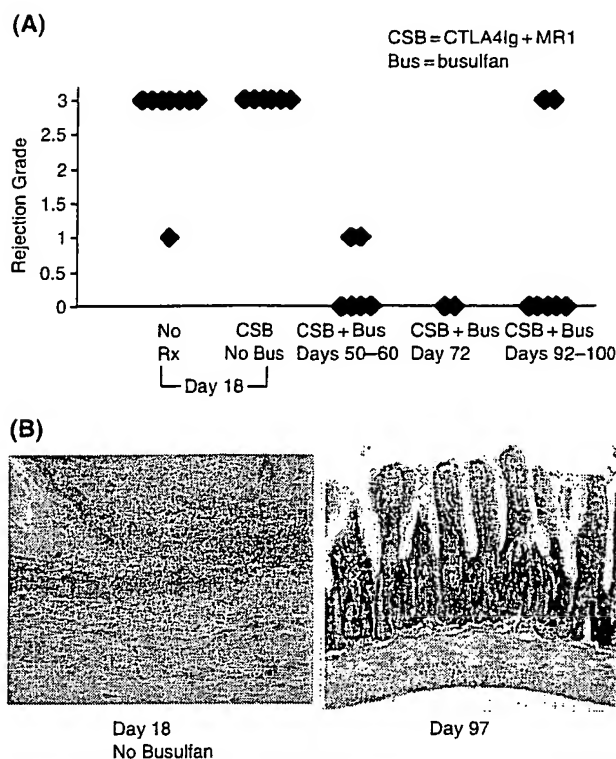 (A)
CSB=CTLA4Ig+MR1
Bus=busulfan
Rejection Grade
3
2.5
2
1.5
1
0.5
0
No Rx
CSB No Bus
CSB+Bus Days 50–60
CSB+Bus Day 72
CSB+Bus Days 92–100
Day 18
(B)
Day 18
No Busulfan
Day 97